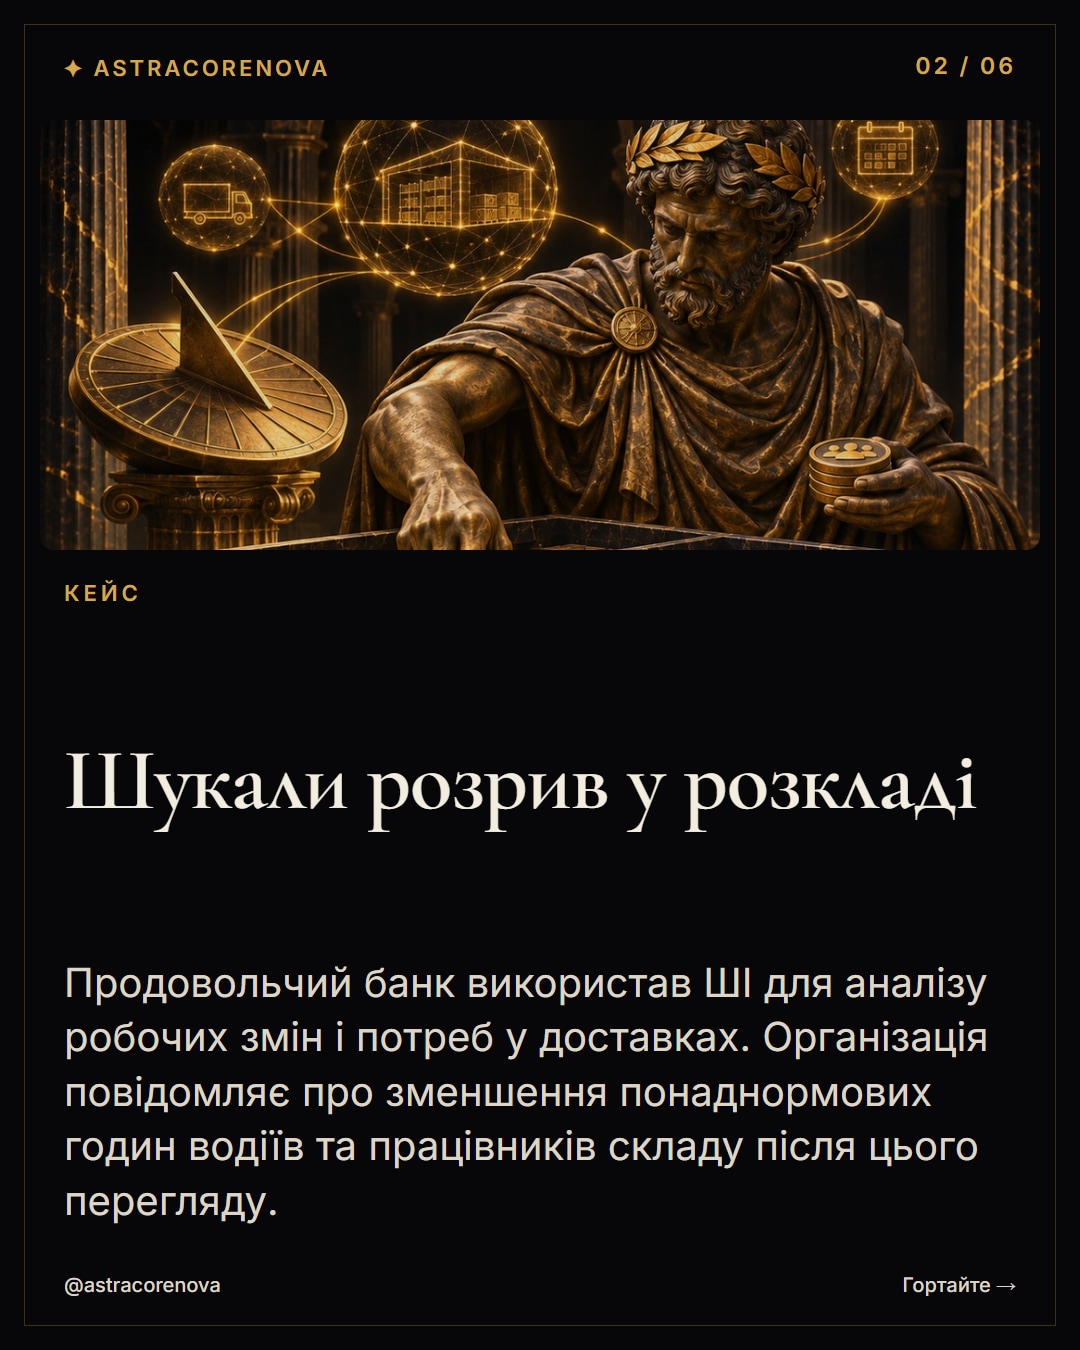 ✦ ASTRACORENOVA
02 / 06
КЕЙС
Шукали розрив у розкладі
Продовольчий банк використав ШІ для аналізу
робочих змін і потреб у доставках. Організація
повідомляє про зменшення понаднормових
годин водіїв та працівників складу після цього
перегляду.
@astracorenova
Гортайте →